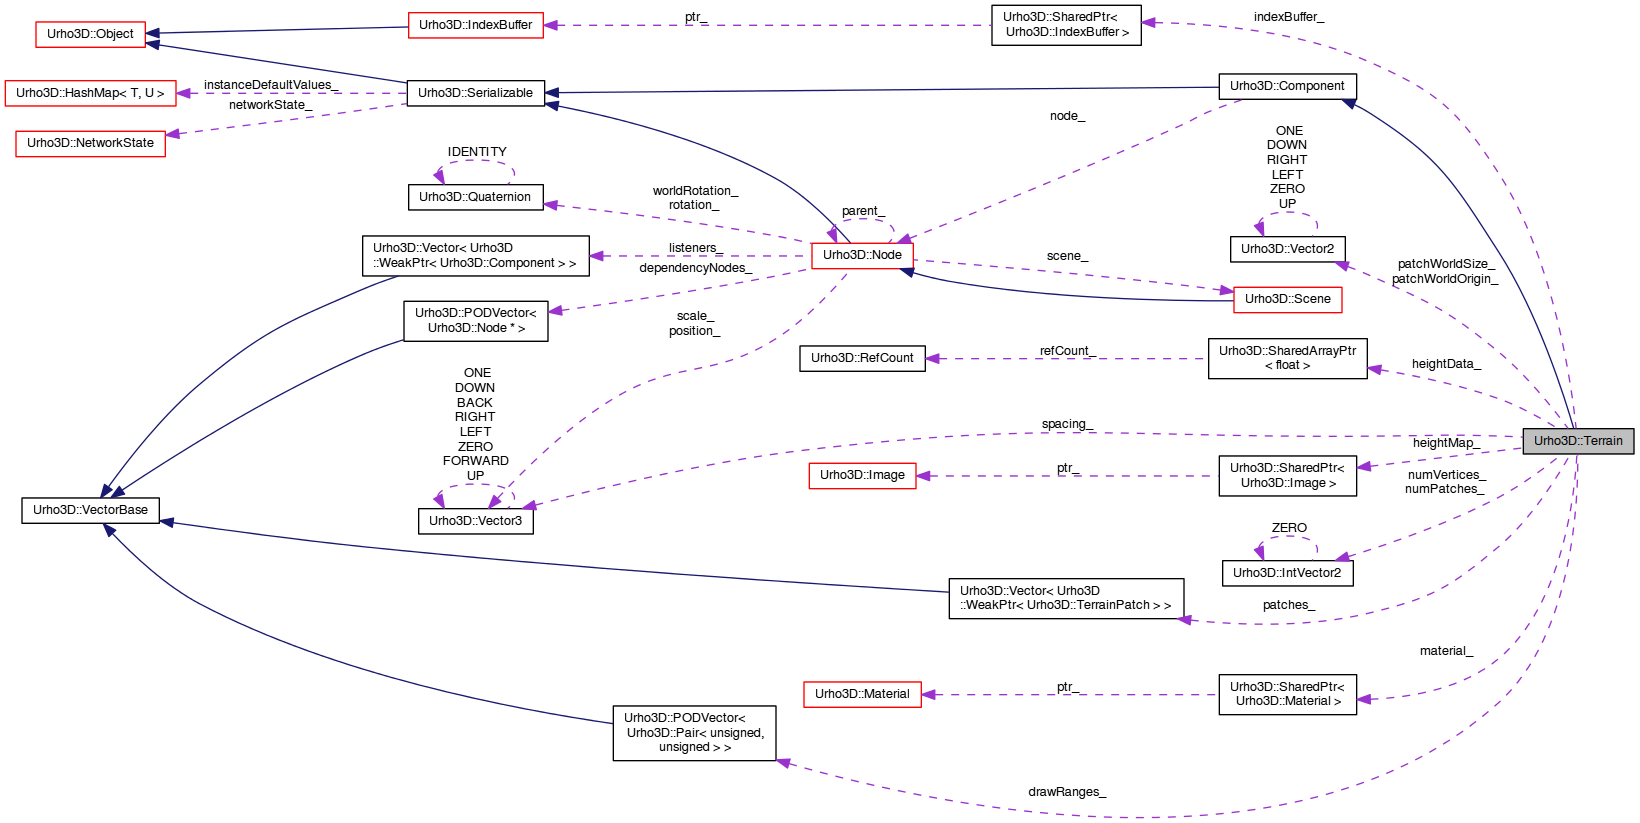 Urho3D::SharedPtr<
Urho3D::IndexBuffer >
indexBuffer_
ptr_
Urho3D::IndexBuffer
Urho3D::Object
Urho3D::HashMap< T, U >
instanceDefaultValues_
networkState_
Urho3D::Serializable
Urho3D::Component
Urho3D::NetworkState
node_
IDENTITY
Urho3D::Quaternion
worldRotation_
rotation_
parent_
ONE
DOWN
RIGHT
LEFT
ZERO
UP
Urho3D::Vector2
Urho3D::Vector< Urho3D
::WeakPtr< Urho3D::Component > >
listeners_
dependencyNodes_
Urho3D::Node
scene_
Urho3D::Scene
patchWorldSize_
patchWorldOrigin_
Urho3D::PODVector<
Urho3D::Node * >
scale_
position_
Urho3D::RefCount
refCount_
Urho3D::SharedArrayPtr
< float >
heightData_
ONE
DOWN
BACK
RIGHT
LEFT
ZERO
FORWARD
UP
Urho3D::Vector3
spacing_
Urho3D::Terrain
heightMap_
Urho3D::Image
ptr_
Urho3D::SharedPtr<
Urho3D::Image >
numVertices_
numPatches_
Urho3D::VectorBase
ZERO
Urho3D::IntVector2
Urho3D::Vector< Urho3D
::WeakPtr< Urho3D::TerrainPatch > >
patches_
material_
Urho3D::Material
ptr_
Urho3D::SharedPtr<
Urho3D::Material >
Urho3D::PODVector<
Urho3D::Pair< unsigned,
unsigned > >
drawRanges_